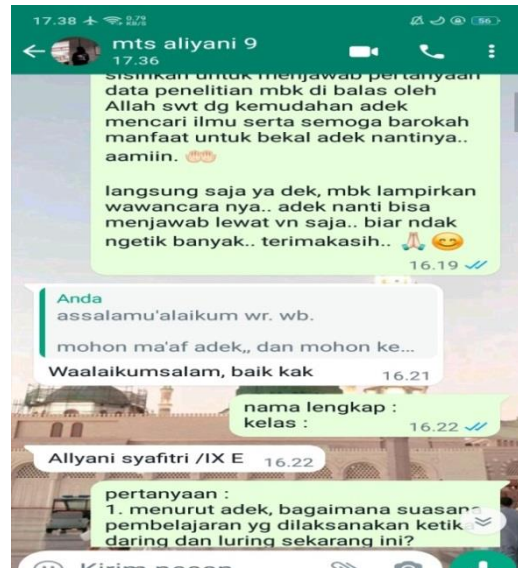 17.38 0.79 KB/S 56
mts aliyani 9
17.36
sisihkan untuk menjawab pertanyaan
data penelitian mbk di balas oleh
Allah swt dg kemudahan adek
mencari ilmu serta semoga barokah
manfaat untuk bekal adek nantinya..
aamiin. 🤲🏻
langsung saja ya dek, mbk lampirkan
wawancara nya.. adek nanti bisa
menjawab lewat vn saja.. biar ndak
ngetik banyak.. terimakasih.. 🙏🏻 😊
16.19
Anda
assalamu'alaikum wr. wb.
mohon ma'af adek,, dan mohon ke...
Waalaikumsalam, baik kak 16.21
nama lengkap :
kelas : 16.22
Allyani syafitri /IX E 16.22
pertanyaan :
1. menurut adek, bagaimana suasana
pembelajaran yg dilaksanakan ketika
daring dan luring sekarang ini?